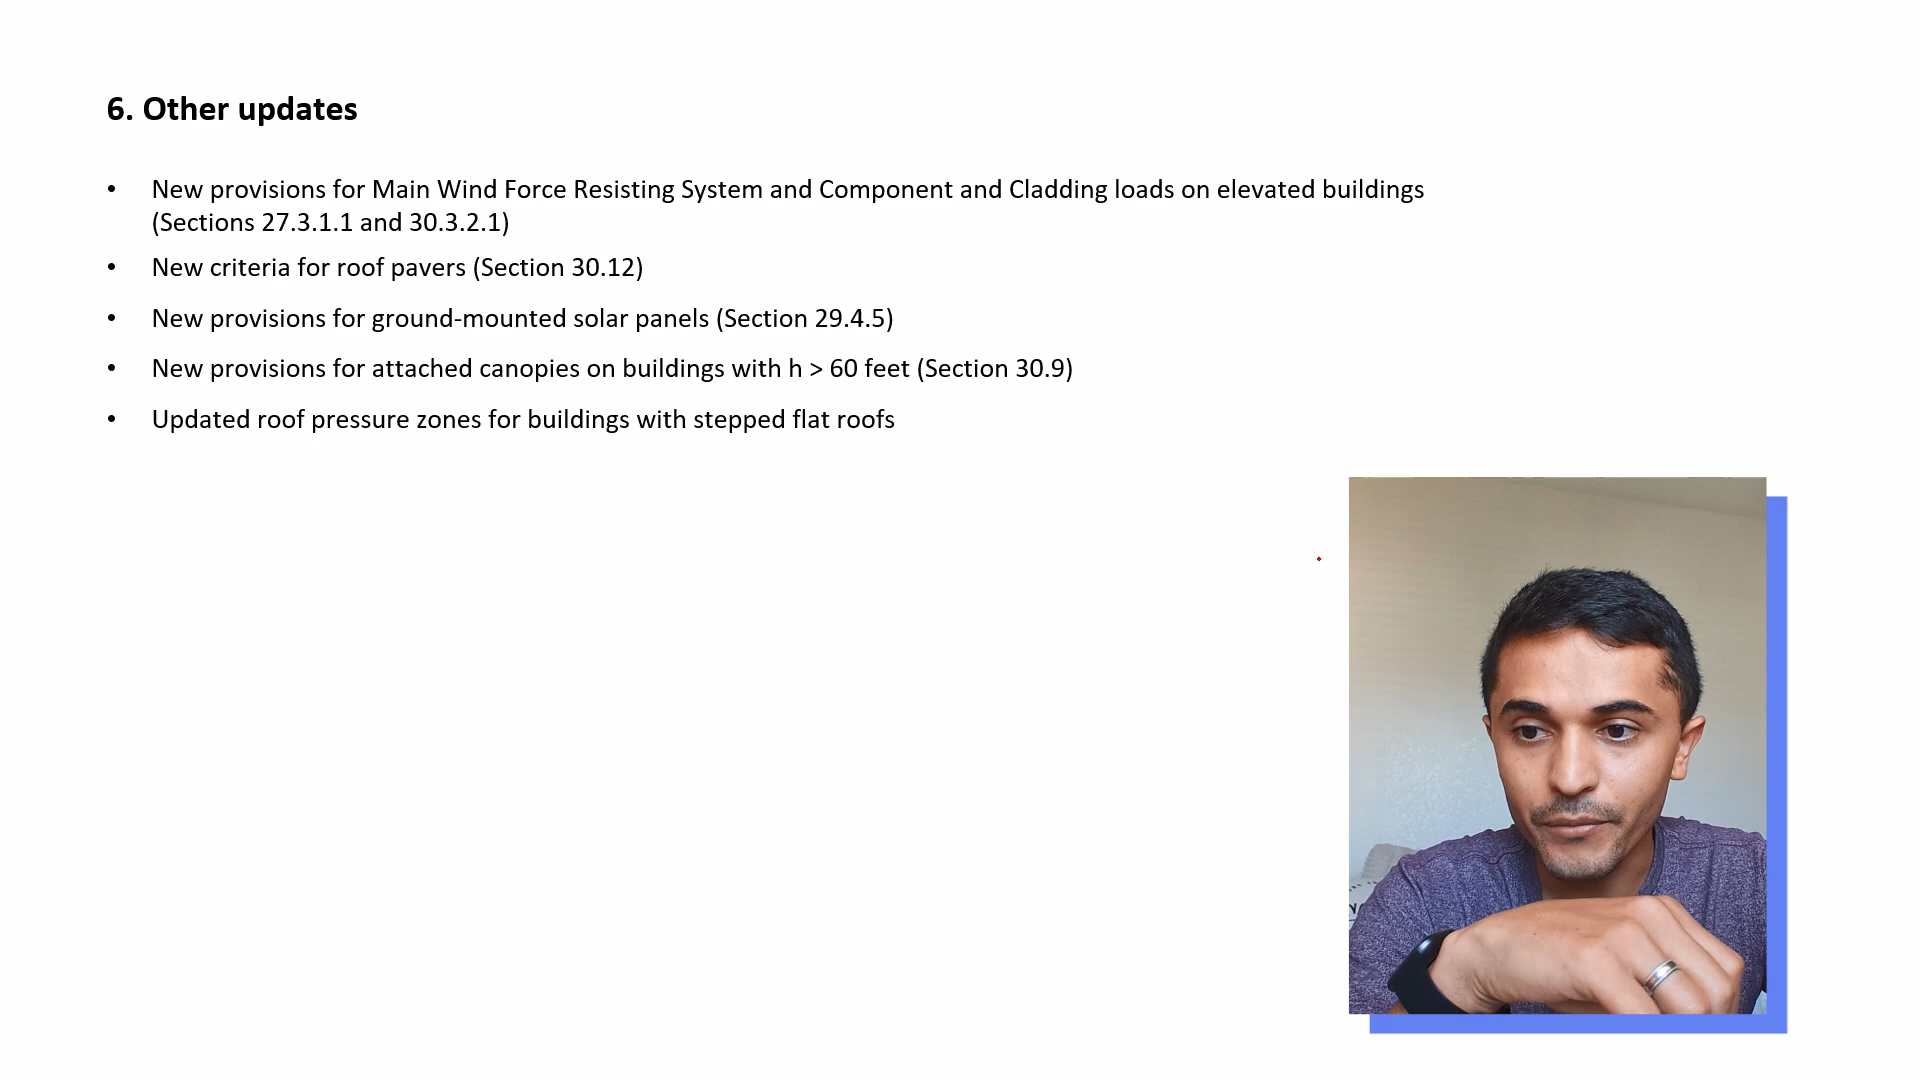 6. Other updates
• New provisions for Main Wind Force Resisting System and Component and Cladding loads on elevated buildings
(Sections 27.3.1.1 and 30.3.2.1)
• New criteria for roof pavers (Section 30.12)
• New provisions for ground-mounted solar panels (Section 29.4.5)
• New provisions for attached canopies on buildings with h > 60 feet (Section 30.9)
• Updated roof pressure zones for buildings with stepped flat roofs